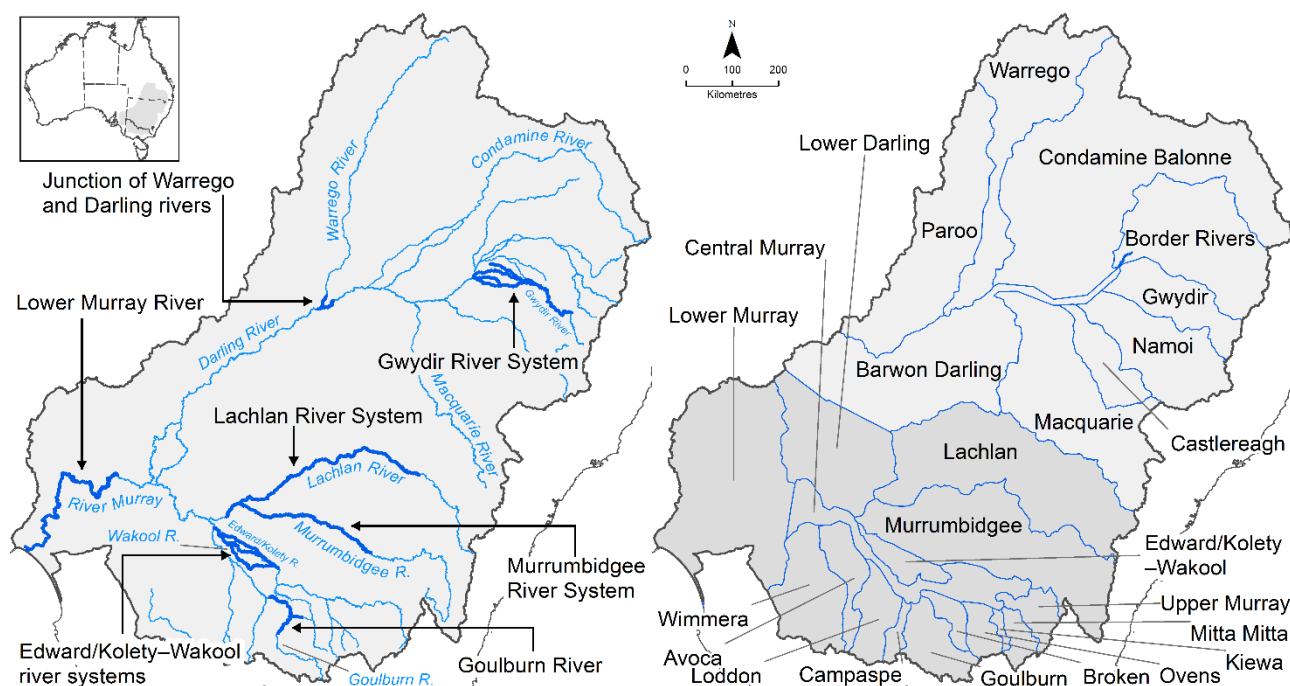 Junction of Warrego
and Darling rivers
Warrego River
Condamine River
Lower Murray River
Darling River
Gwydir River
Gwydir River System
Macquarie River
Lachlan River System
Lachlan River
River Murray
Wakool R.
Edward/Kolety R
Murrumbidgee R.
Murrumbidgee
River System
Edward/Kolety–Wakool
river systems
Goulburn River
Goulburn R.
N
0 100 200
Kilometres
Warrego
Lower Darling
Condamine Balonne
Paroo
Border Rivers
Central Murray
Gwydir
Lower Murray
Namoi
Barwon Darling
Macquarie
Castlereagh
Lachlan
Murrumbidgee
Edward/Kolety
–Wakool
Wimmera
Upper Murray
Mitta Mitta
Avoca
Kiewa
Loddon
Campaspe
Goulburn
Broken
Ovens